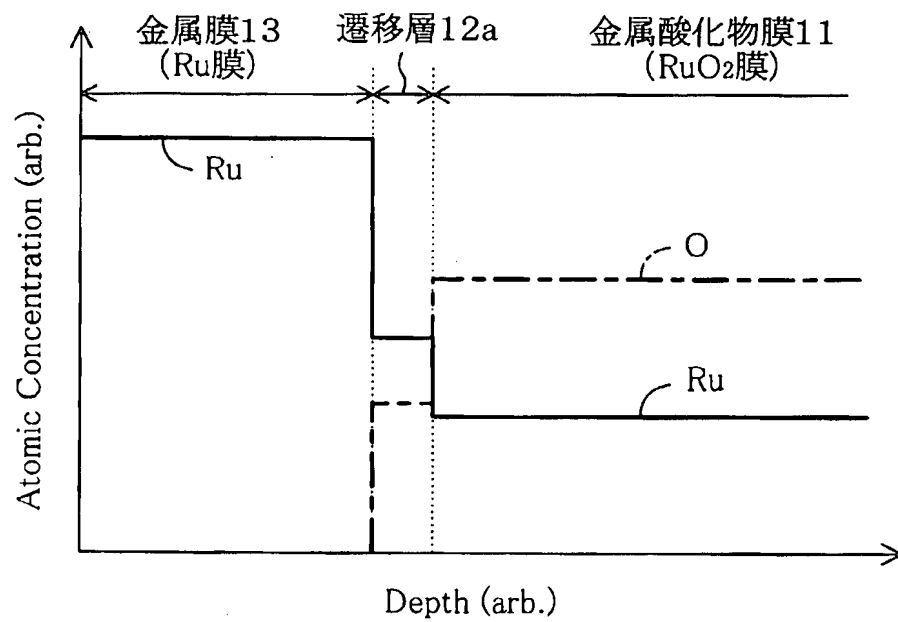 金属膜13
(Ru膜)
遷移層12a
金属酸化物膜11
(RuO₂膜)
Ru
O
Ru
Atomic Concentration (arb.)
Depth (arb.)